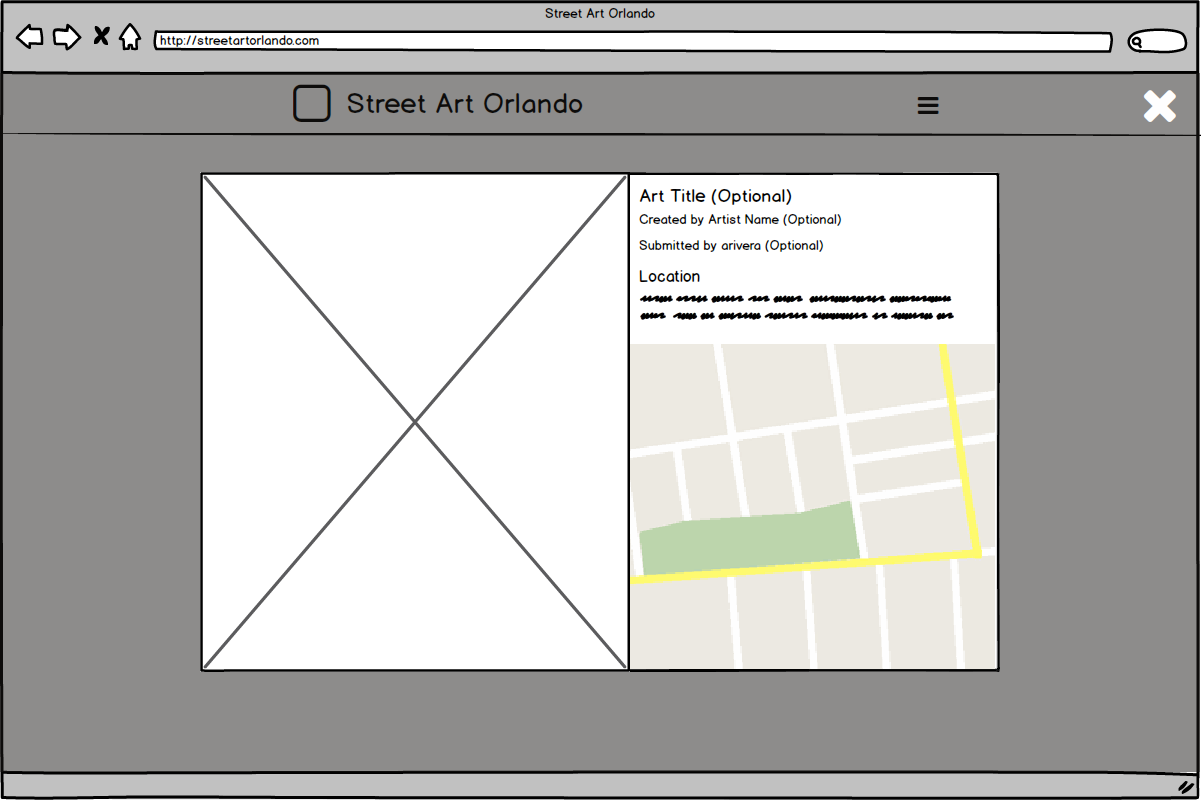 Street Art Orlando
http://streetartorlando.com
Street Art Orlando
Art Title (Optional)
Created by Artist Name (Optional)
Submitted by arivera (Optional)
Location